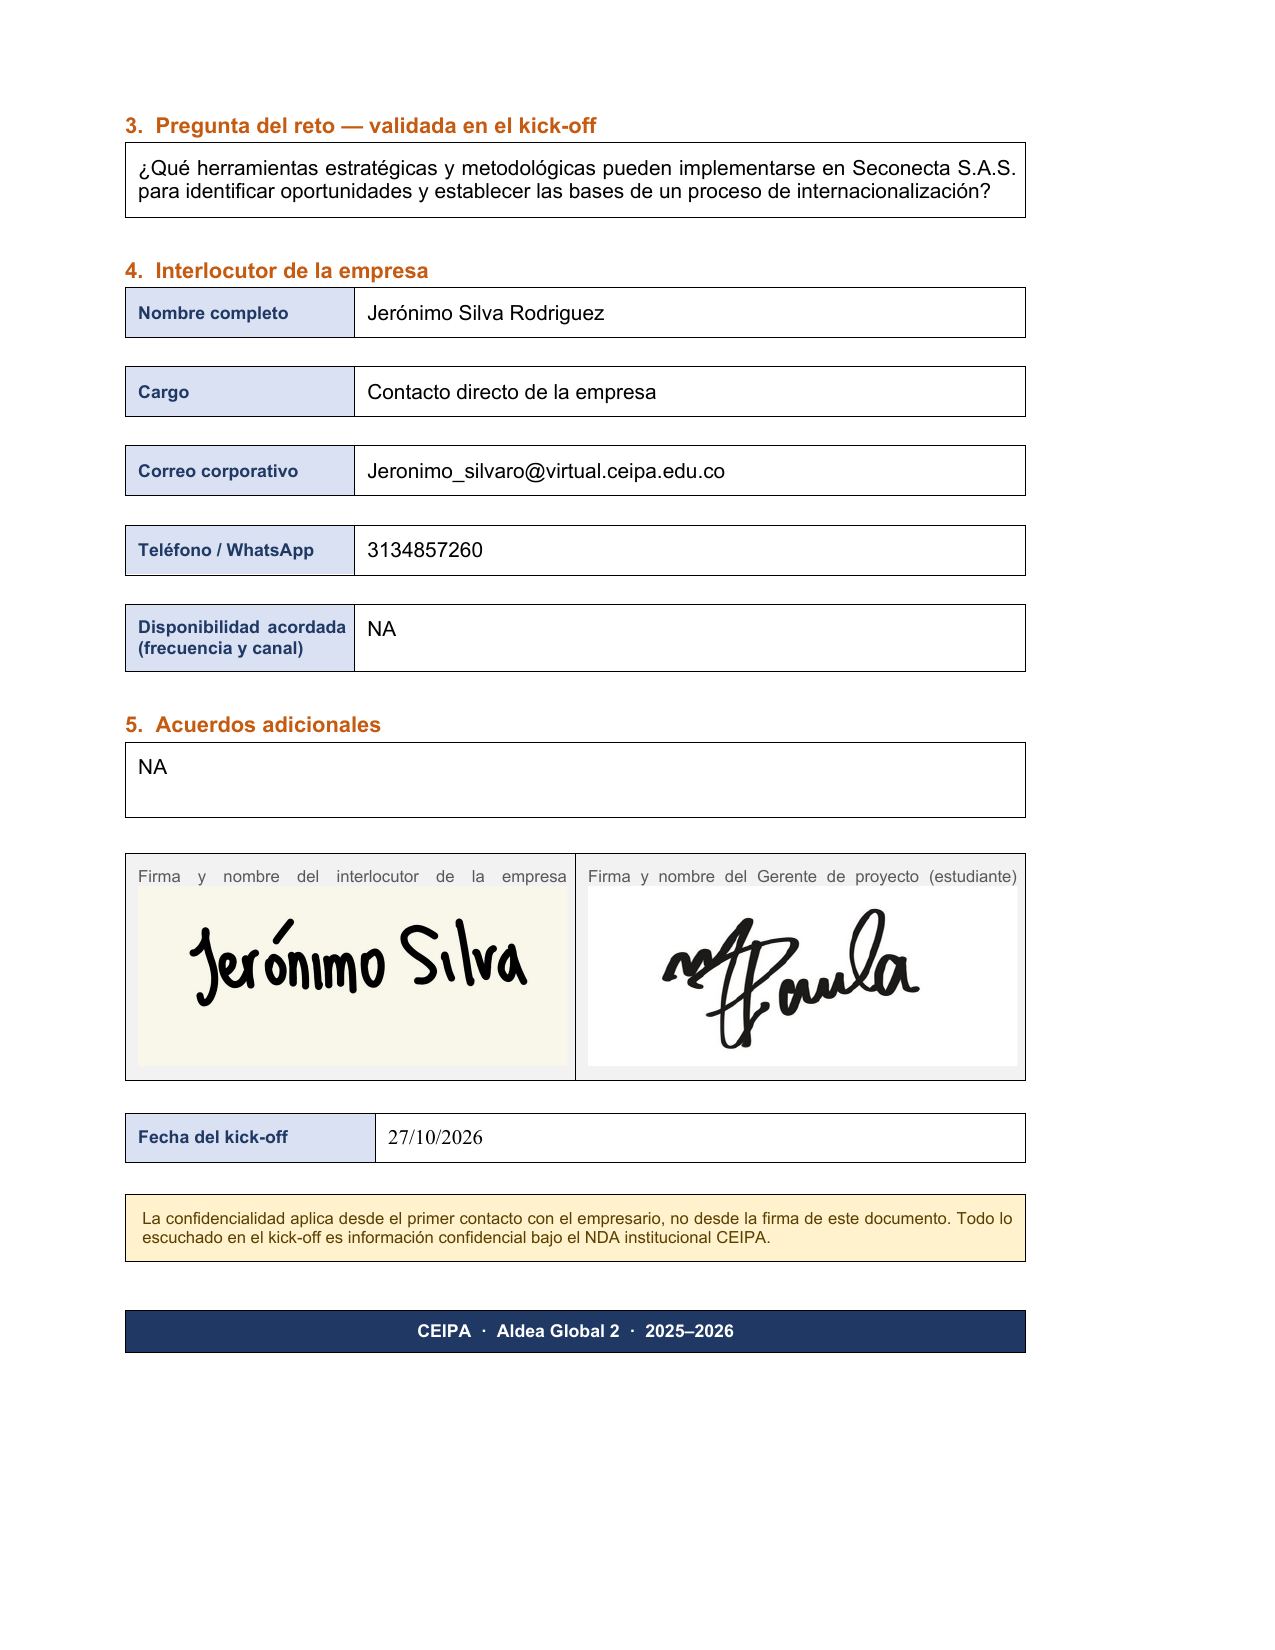 3. Pregunta del reto — validada en el kick-off
¿Qué herramientas estratégicas y metodológicas pueden implementarse en Seconecta S.A.S.
para identificar oportunidades y establecer las bases de un proceso de internacionalización?
4. Interlocutor de la empresa
Nombre completo
Jerónimo Silva Rodriguez
Cargo
Contacto directo de la empresa
Correo corporativo
Jeronimo_silvaro@virtual.ceipa.edu.co
Teléfono / WhatsApp
3134857260
Disponibilidad acordada
(frecuencia y canal)
NA
5. Acuerdos adicionales
NA
Firma y nombre del interlocutor de la empresa
Jerónimo Silva
Firma y nombre del Gerente de proyecto (estudiante)
Paula
Fecha del kick-off
27/10/2026
La confidencialidad aplica desde el primer contacto con el empresario, no desde la firma de este documento. Todo lo
escuchado en el kick-off es información confidencial bajo el NDA institucional CEIPA.
CEIPA · Aldea Global 2 · 2025–2026